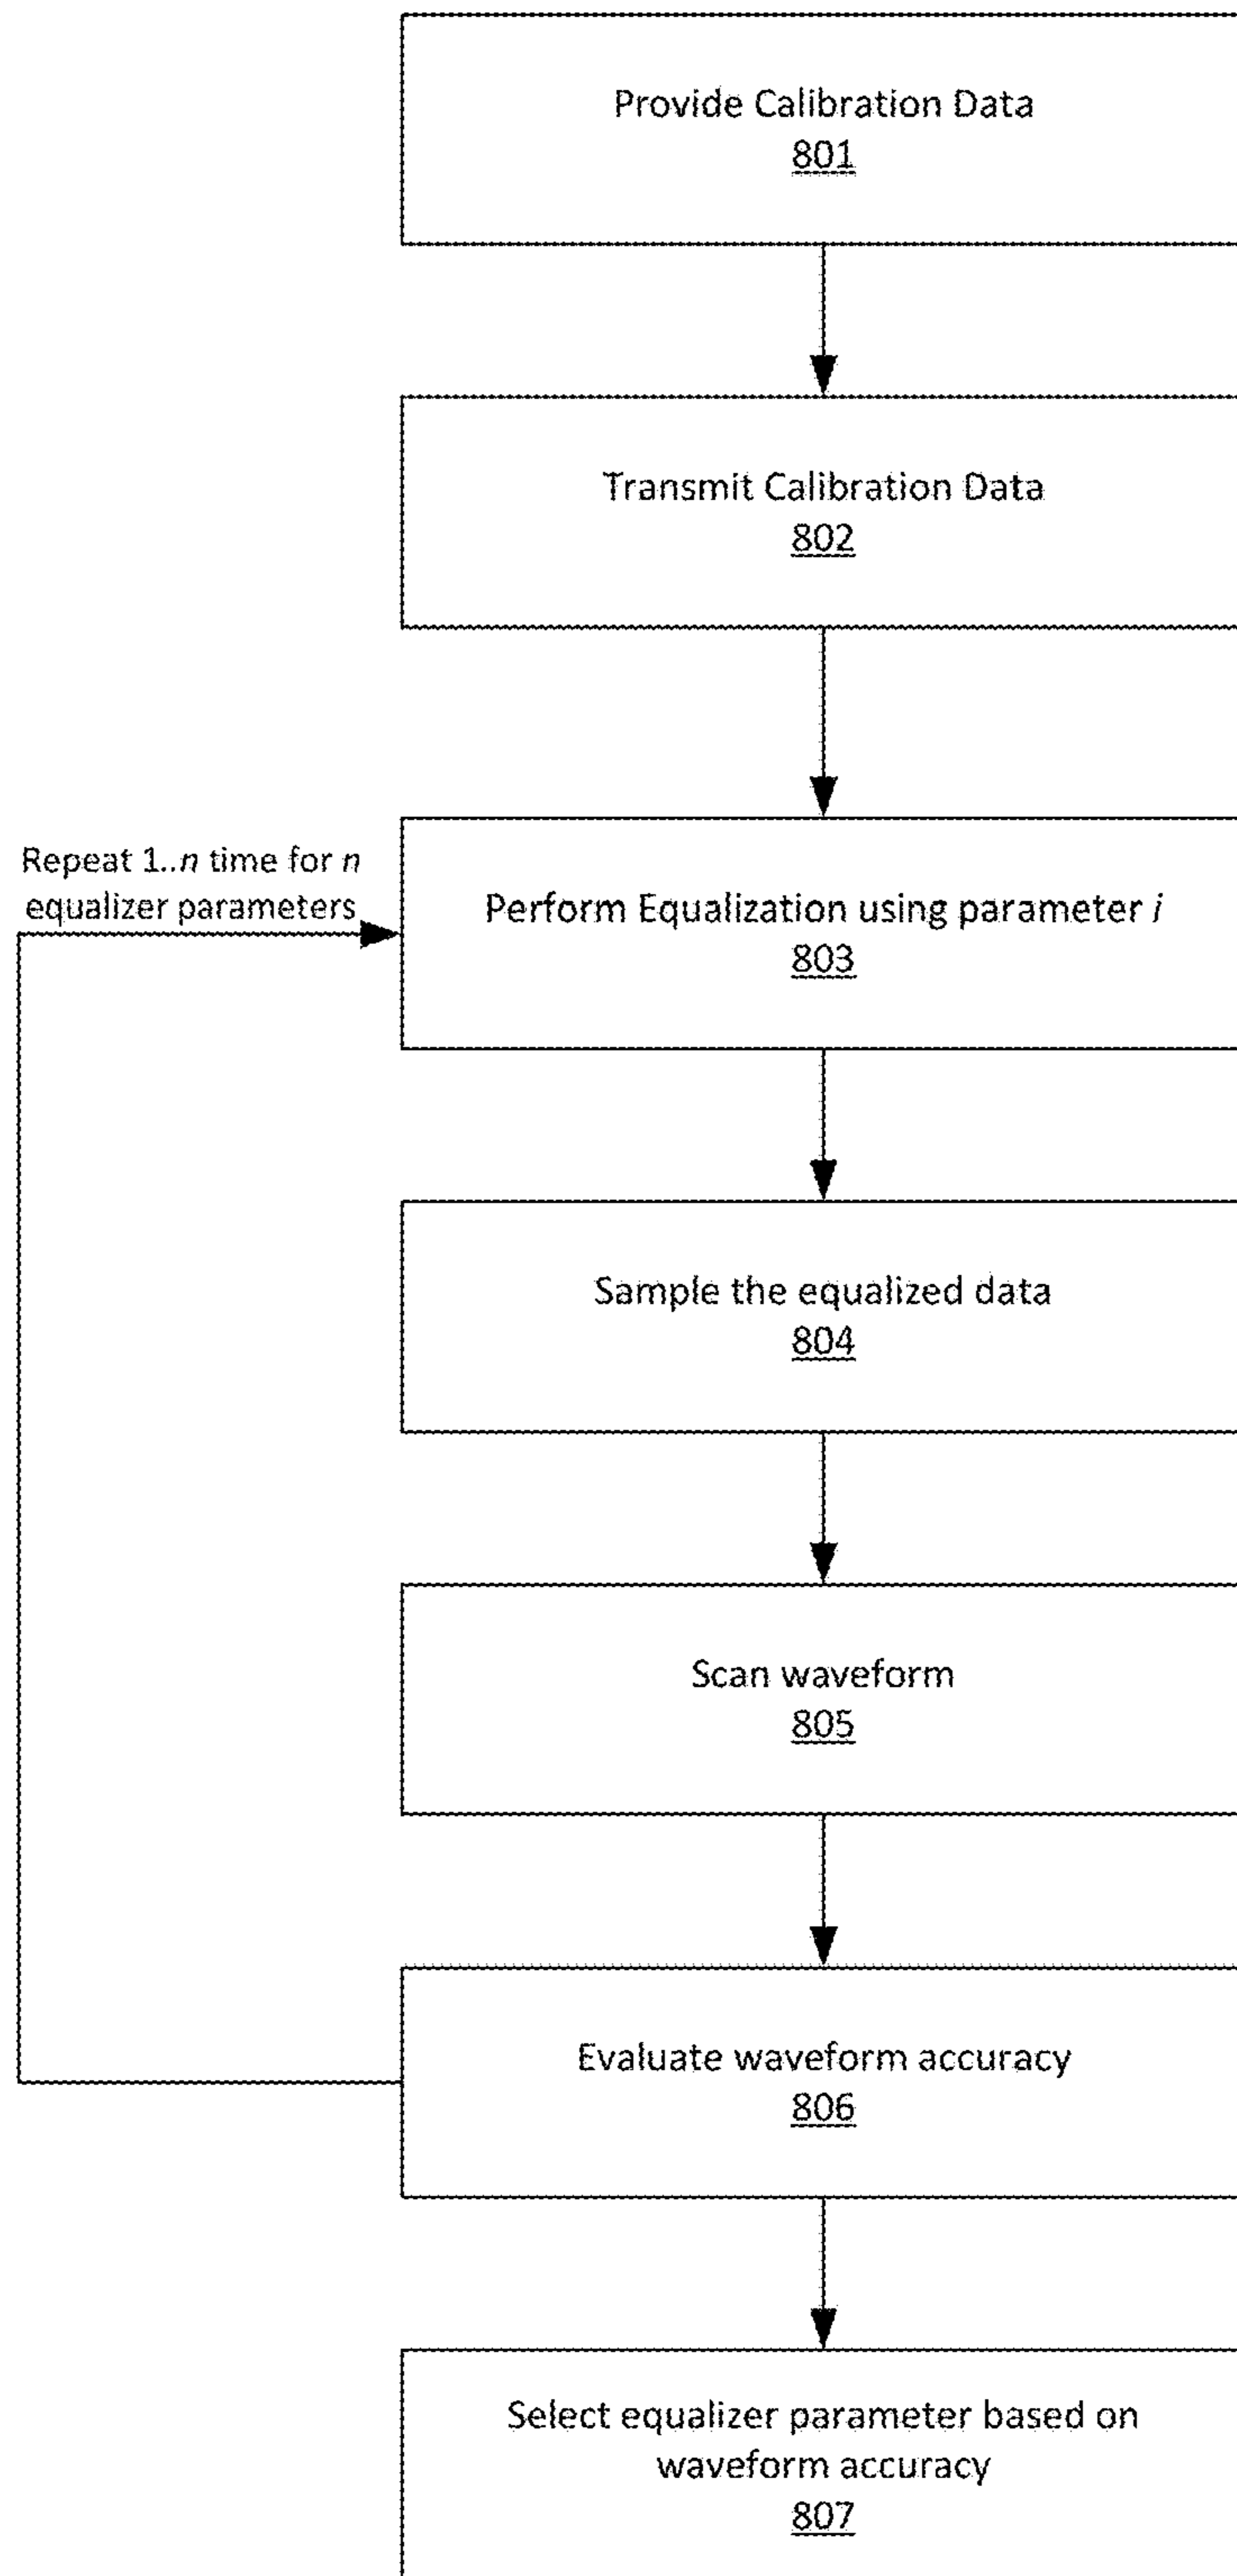 Provide Calibration Data
801
Transmit Calibration Data
802
Repeat 1..n time for n
equalizer parameters
Perform Equalization using parameter i
803
Sample the equalized data
804
Scan waveform
805
Evaluate waveform accuracy
806
Select equalizer parameter based on
waveform accuracy
807